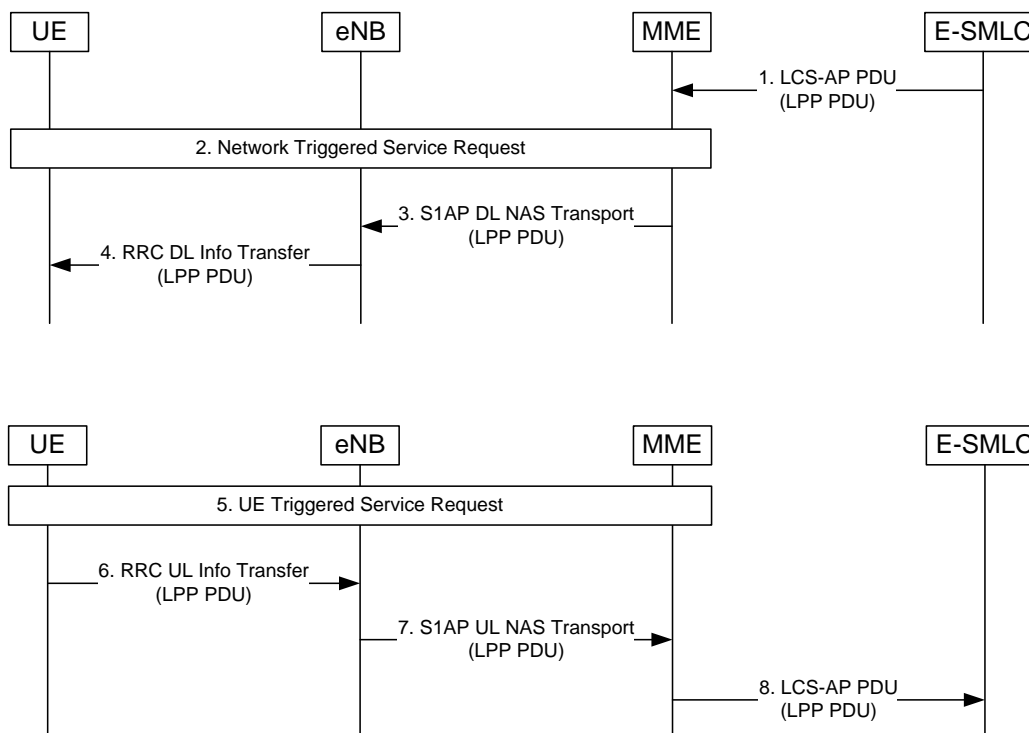 UE
eNB
MME
E-SMLC
1. LCS-AP PDU
(LPP PDU)
2. Network Triggered Service Request
3. S1AP DL NAS Transport
(LPP PDU)
4. RRC DL Info Transfer
(LPP PDU)
UE
eNB
MME
E-SMLC
5. UE Triggered Service Request
6. RRC UL Info Transfer
(LPP PDU)
7. S1AP UL NAS Transport
(LPP PDU)
8. LCS-AP PDU
(LPP PDU)